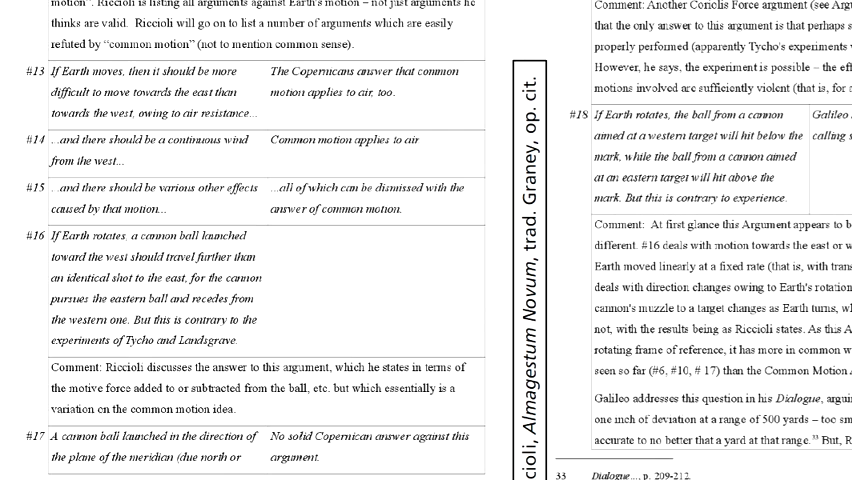 motion". Riccioli is listing all arguments against Earth's motion – not just arguments he
thinks are valid. Riccioli will go on to list a number of arguments which are easily
refuted by "common motion" (not to mention common sense).
#13 If Earth moves, then it should be more The Copernicans answer that common
difficult to move towards the east than motion applies to air, too.
towards the west, owing to air resistance...
#14 ...and there should be a continuous wind Common motion applies to air
from the west...
#15 ...and there should be various other effects ...all of which can be dismissed with the
caused by that motion... answer of common motion.
#16 If Earth rotates, a cannon ball launched
toward the west should travel further than
an identical shot to the east, for the cannon
pursues the eastern ball and recedes from
the western one. But this is contrary to the
experiments of Tycho and Landsgrave.
Comment: Riccioli discusses the answer to this argument, which he states in terms of
the motive force added to or subtracted from the ball, etc. but which essentially is a
variation on the common motion idea.
#17 A cannon ball launched in the direction of No solid Copernican answer against this
the plane of the meridian (due north or argument.
cioli, Almagestum Novum, trad. Graney, op. cit.
Comment: Another Coriolis Force argument (see Arg
that the only answer to this argument is that perhaps s
properly performed (apparently Tycho's experiments
However, he says, the experiment is possible – the eff
motions involved are sufficiently violent (that is, for
#18 If Earth rotates, the ball from a cannon Galileo
aimed at a western target will hit below the calling s
mark, while the ball from a cannon aimed
at an eastern target will hit above the
mark. But this is contrary to experience.
Comment: At first glance this Argument appears to b
different. #16 deals with motion towards the east or w
Earth moved linearly at a fixed rate (that is, with trans
deals with direction changes owing to Earth's rotation
cannon's muzzle to a target changes as Earth turns, wh
not, with the results being as Riccioli states. As this A
rotating frame of reference, it has more in common w
seen so far (#6, #10, # 17) than the Common Motion
Galileo addresses this question in his Dialogue, arguin
one inch of deviation at a range of 500 yards – too sm
accurate to no better that a yard at that range.33 But, R
33 Dialogue..., p. 209-212.